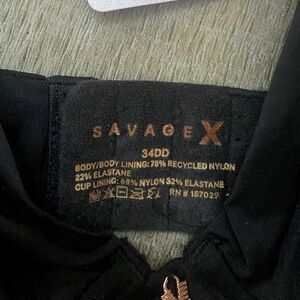 SAVAGE X
34DD
BODY/BODY LINING: 78% RECYCLED NYLON
22% ELASTANE
CUP LINING: 68% NYLON 32% ELASTANE
RN # 157029